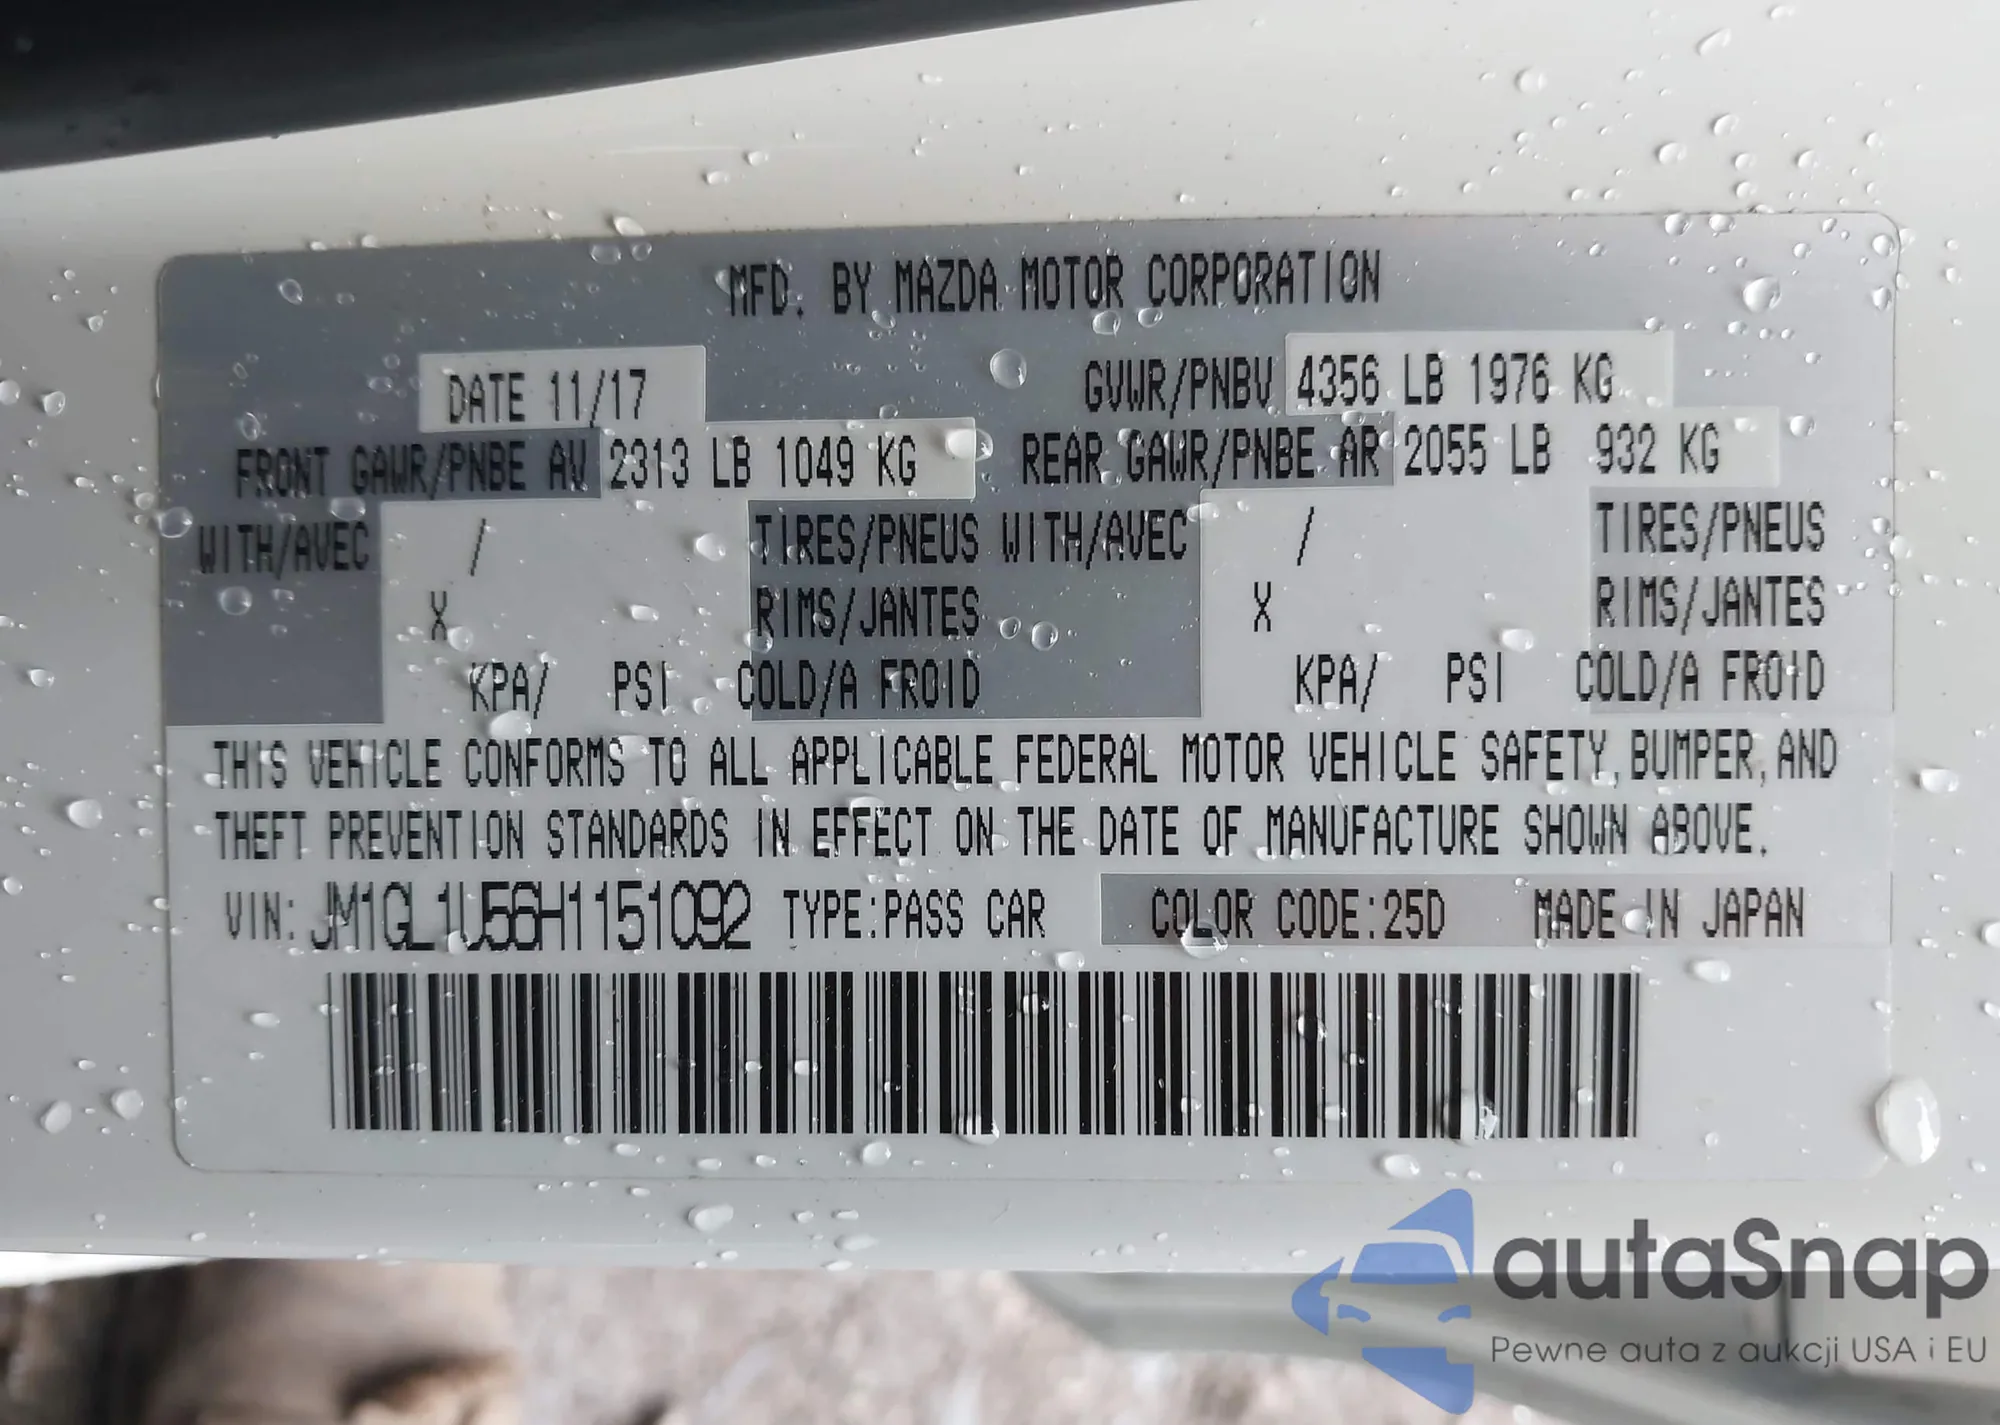 MFD. BY MAZDA MOTOR CORPORATION
DATE 11/17 GVWR/PNBV 4356 LB 1976 KG
FRONT GAWR/PNBE AV 2313 LB 1049 KG REAR GAWR/PNBE AR 2055 LB 932 KG
WITH/AVEC / TIRES/PNEUS WITH/AVEC / TIRES/PNEUS
X RIMS/JANTES X RIMS/JANTES
KPA/ PSI COLD/A FROID KPA/ PSI COLD/A FROID
THIS VEHICLE CONFORMS TO ALL APPLICABLE FEDERAL MOTOR VEHICLE SAFETY, BUMPER, AND
THEFT PREVENTION STANDARDS IN EFFECT ON THE DATE OF MANUFACTURE SHOWN ABOVE.
VIN: JM1GL1U56H1151092 TYPE:PASS CAR COLOR CODE:25D MADE IN JAPAN
autaSnap
Pewne auta z aukcji USA i EU